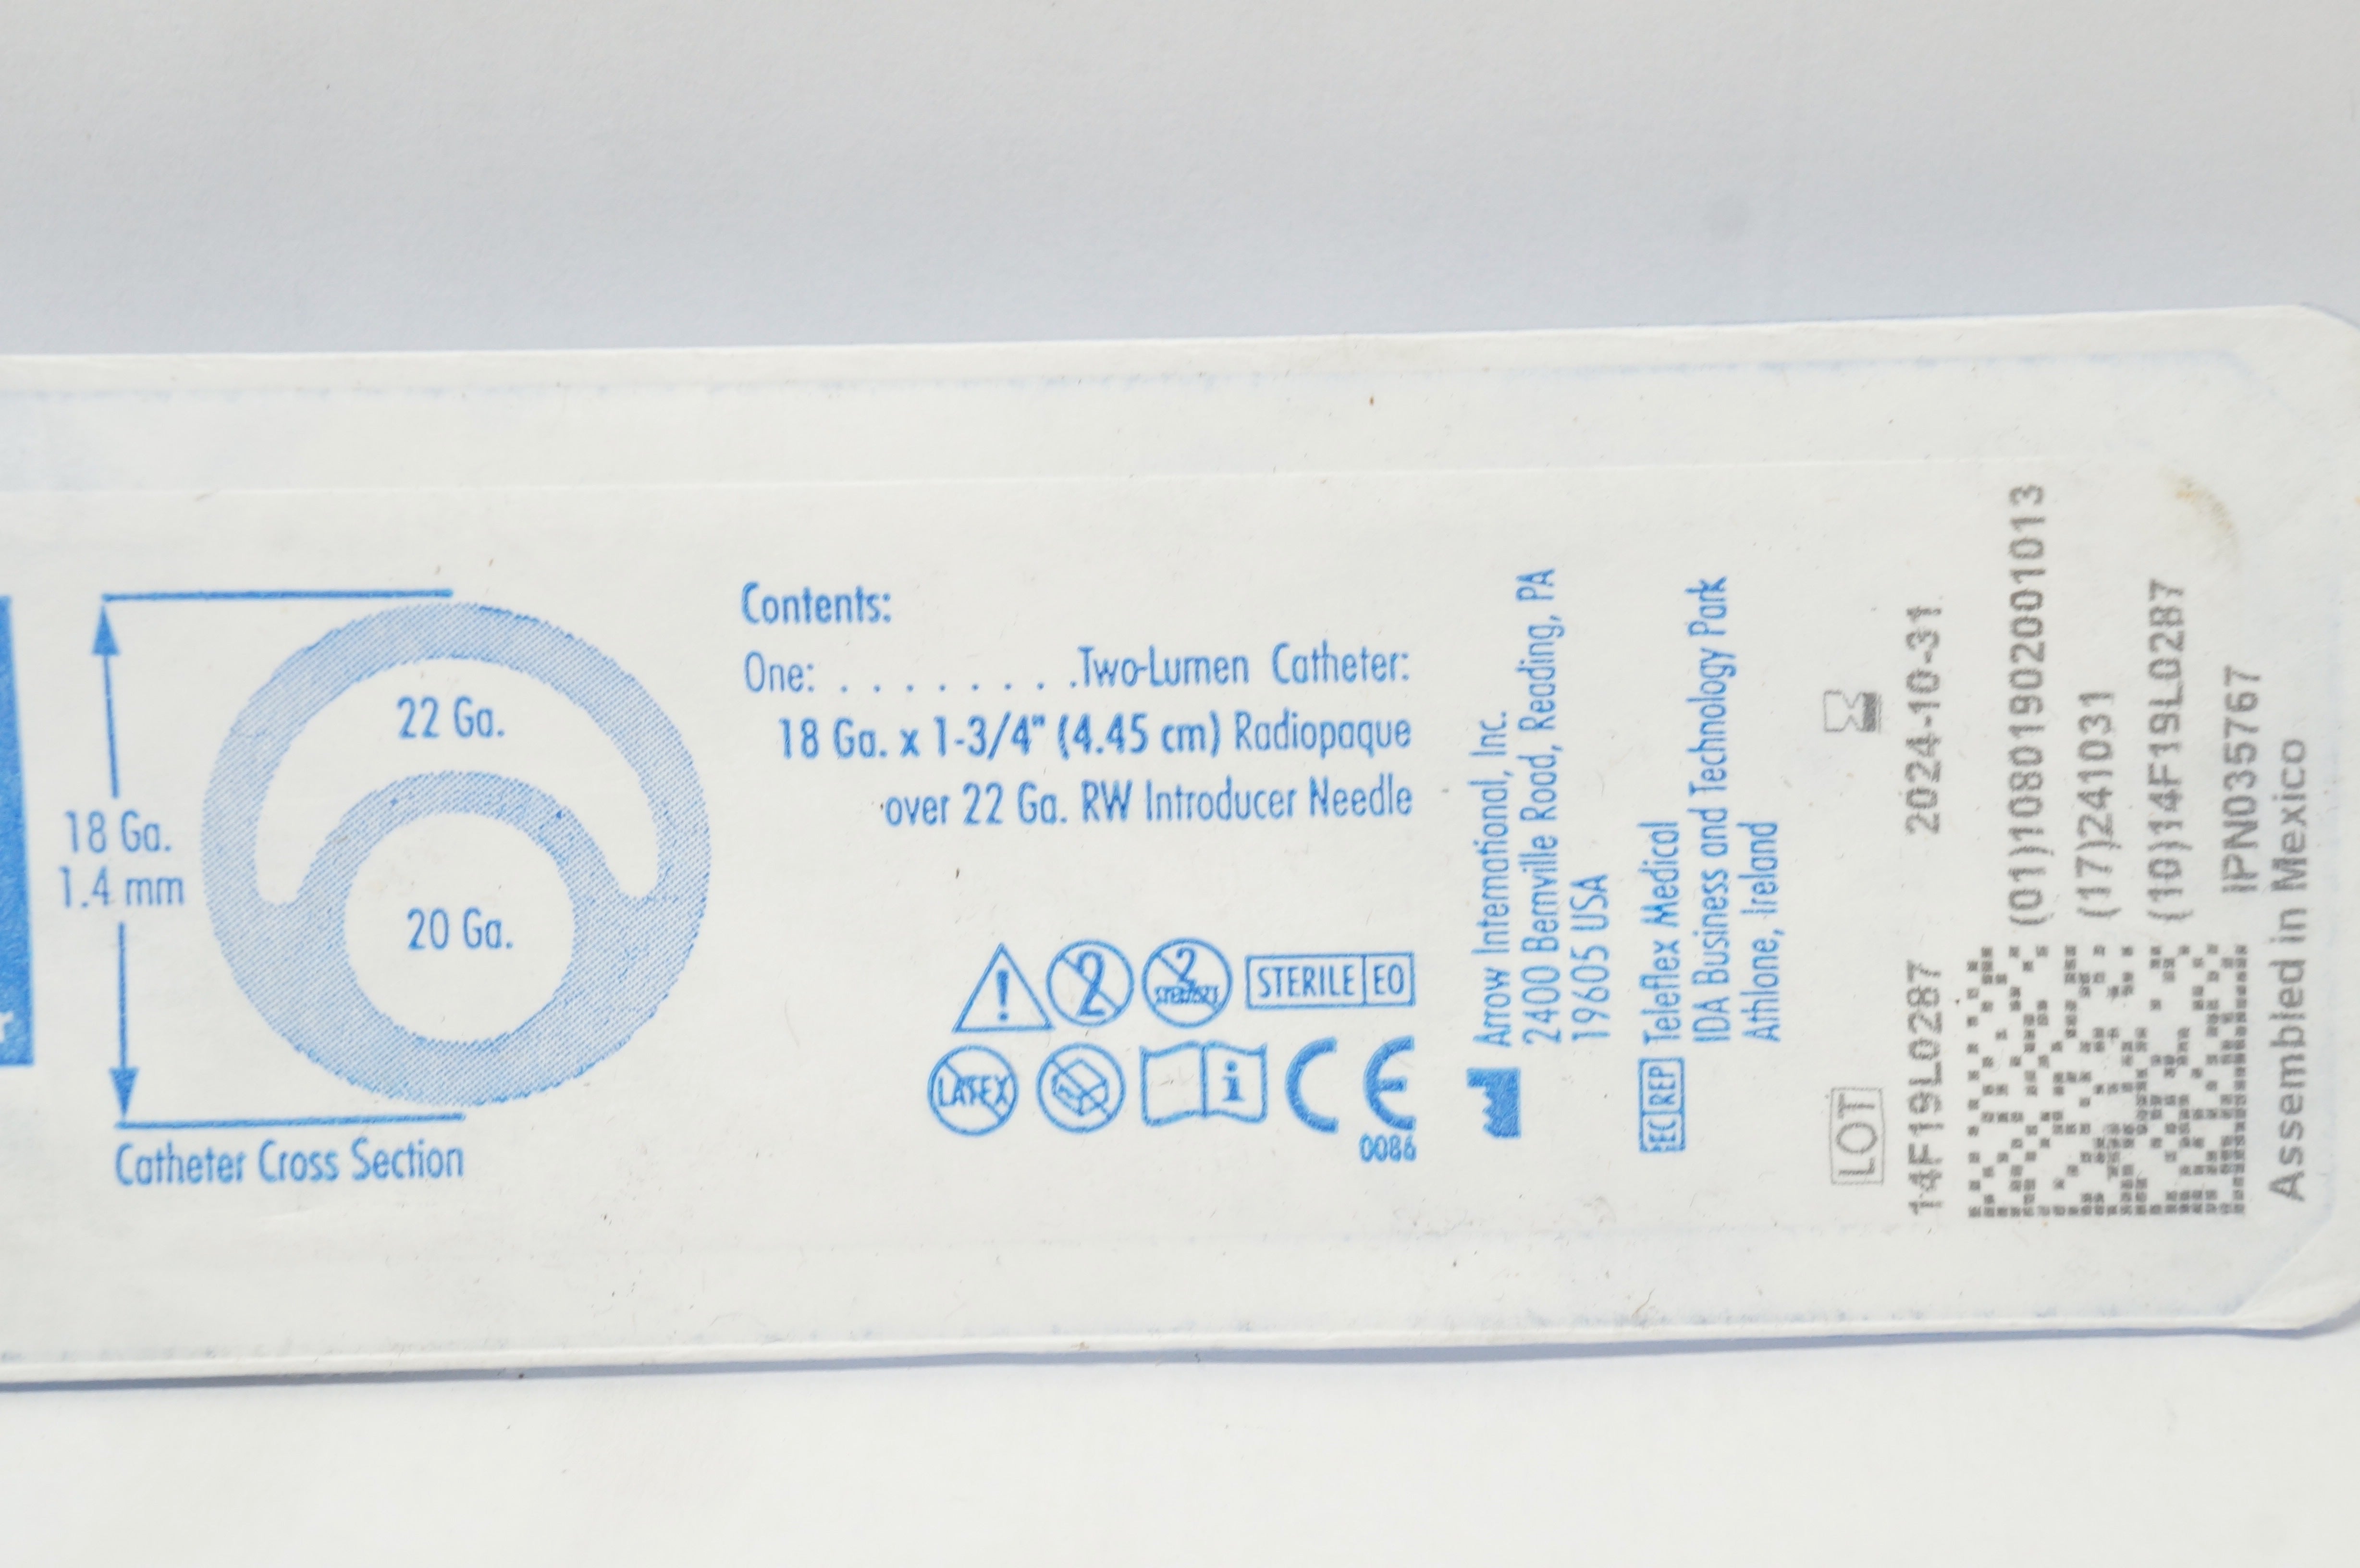 22 Ga.
18 Ga.
1.4 mm
20 Ga.
Catheter Cross Section
Contents:
One: . . . . . . . .Two-Lumen Catheter:
18 Ga. x 1-3/4" (4.45 cm) Radiopaque
over 22 Ga. RW Introducer Needle
STERILE EO
LATEX
0086
Arrow International, Inc.
2400 Bernville Road, Reading, PA
19605 USA
EC REP Teleflex Medical
IDA Business and Technology Park
Athlone, Ireland
LOT
14F19L0287 2024-10-31
(01)10801902001013
(17)241031
(10)14F19L0287
IPN035767
Assembled in Mexico